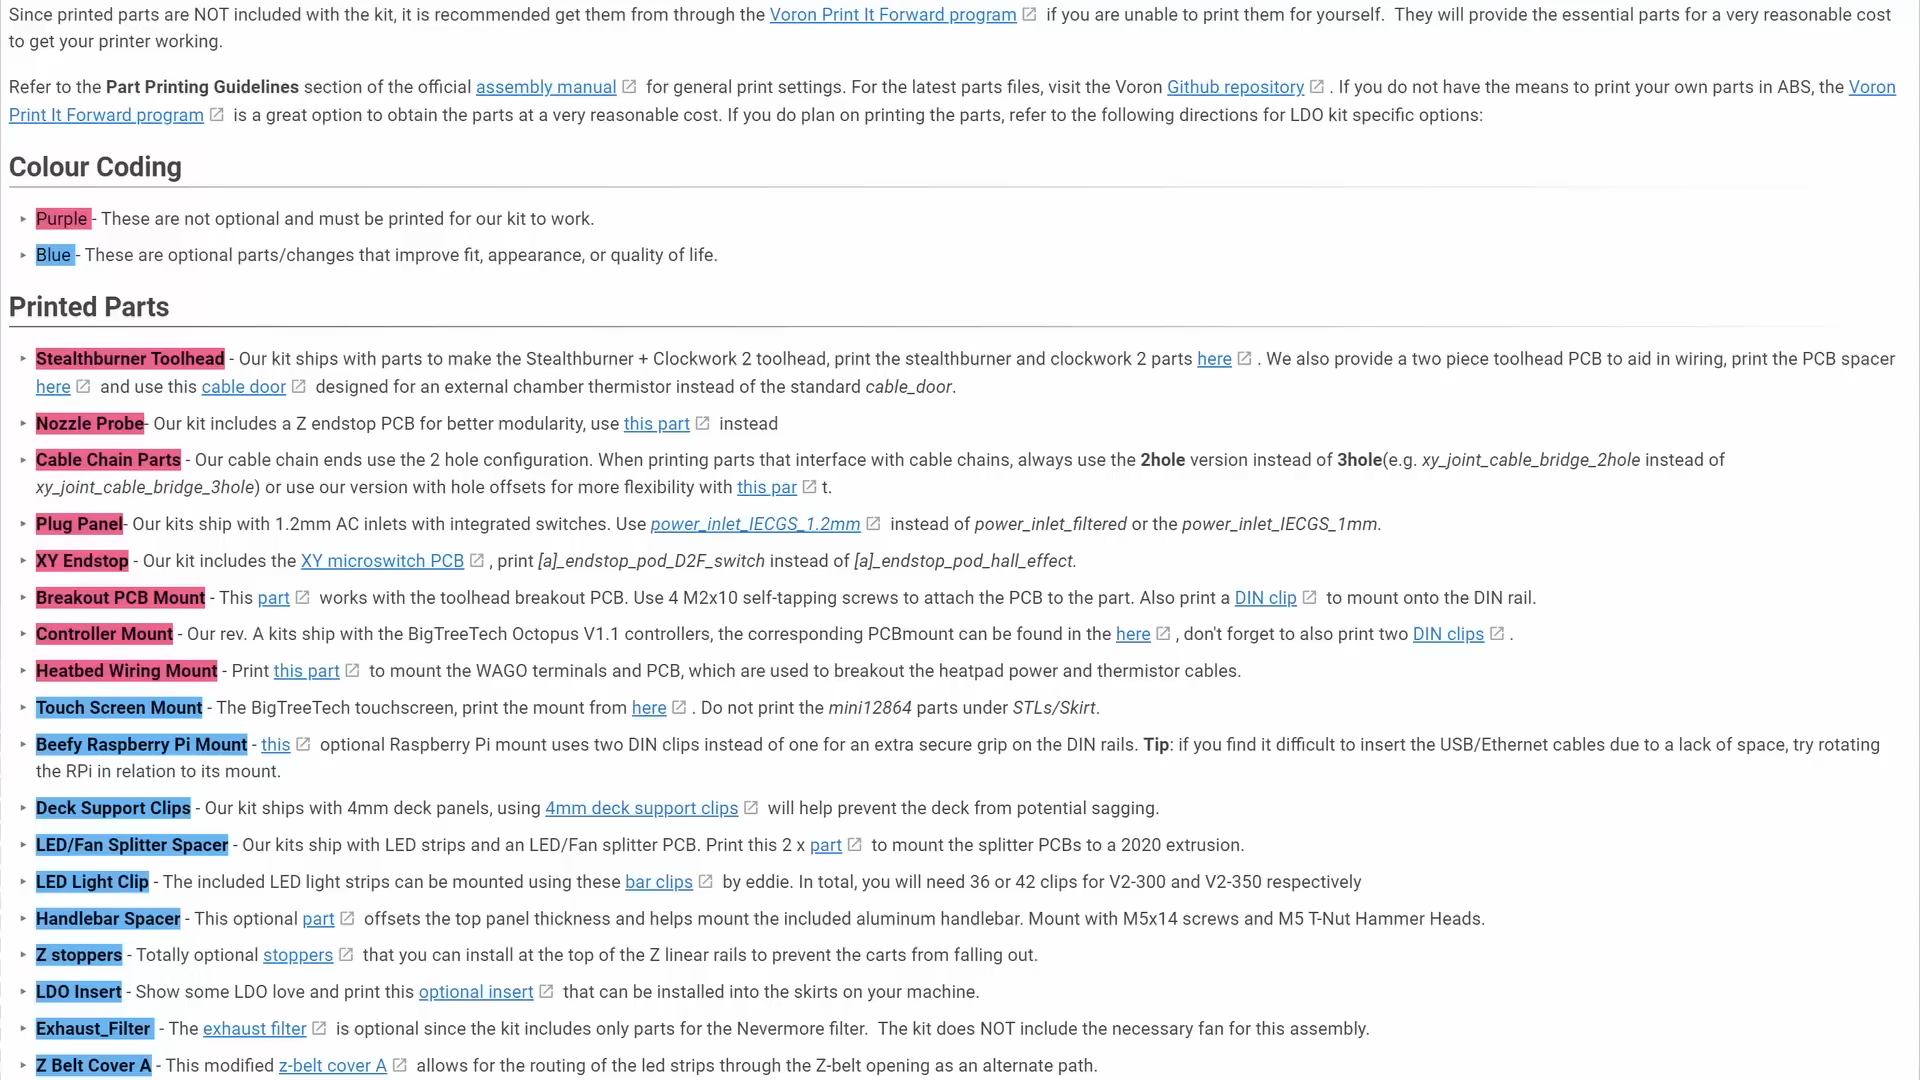 Since printed parts are NOT included with the kit, it is recommended get them from through the Voron Print It Forward program if you are unable to print them for yourself. They will provide the essential parts for a very reasonable cost
to get your printer working.
Refer to the Part Printing Guidelines section of the official assembly manual for general print settings. For the latest parts files, visit the Voron Github repository . If you do not have the means to print your own parts in ABS, the Voron
Print It Forward program is a great option to obtain the parts at a very reasonable cost. If you do plan on printing the parts, refer to the following directions for LDO kit specific options:
Colour Coding
Purple - These are not optional and must be printed for our kit to work.
Blue - These are optional parts/changes that improve fit, appearance, or quality of life.
Printed Parts
Stealthburner Toolhead - Our kit ships with parts to make the Stealthburner + Clockwork 2 toolhead, print the stealthburner and clockwork 2 parts here . We also provide a two piece toolhead PCB to aid in wiring, print the PCB spacer
here and use this cable door designed for an external chamber thermistor instead of the standard cable_door.
Nozzle Probe- Our kit includes a Z endstop PCB for better modularity, use this part instead
Cable Chain Parts - Our cable chain ends use the 2 hole configuration. When printing parts that interface with cable chains, always use the 2hole version instead of 3hole(e.g. xy_joint_cable_bridge_2hole instead of
xy_joint_cable_bridge_3hole) or use our version with hole offsets for more flexibility with this par t.
Plug Panel- Our kits ship with 1.2mm AC inlets with integrated switches. Use power_inlet_IECGS_1.2mm instead of power_inlet_filtered or the power_inlet_IECGS_1mm.
XY Endstop - Our kit includes the XY microswitch PCB , print [a]_endstop_pod_D2F_switch instead of [a]_endstop_pod_hall_effect.
Breakout PCB Mount - This part works with the toolhead breakout PCB. Use 4 M2x10 self-tapping screws to attach the PCB to the part. Also print a DIN clip to mount onto the DIN rail.
Controller Mount - Our rev. A kits ship with the BigTreeTech Octopus V1.1 controllers, the corresponding PCBmount can be found in the here , don't forget to also print two DIN clips .
Heatbed Wiring Mount - Print this part to mount the WAGO terminals and PCB, which are used to breakout the heatpad power and thermistor cables.
Touch Screen Mount - The BigTreeTech touchscreen, print the mount from here . Do not print the mini12864 parts under STLs/Skirt.
Beefy Raspberry Pi Mount - this optional Raspberry Pi mount uses two DIN clips instead of one for an extra secure grip on the DIN rails. Tip: if you find it difficult to insert the USB/Ethernet cables due to a lack of space, try rotating
the RPi in relation to its mount.
Deck Support Clips - Our kit ships with 4mm deck panels, using 4mm deck support clips will help prevent the deck from potential sagging.
LED/Fan Splitter Spacer - Our kits ship with LED strips and an LED/Fan splitter PCB. Print this 2 x part to mount the splitter PCBs to a 2020 extrusion.
LED Light Clip - The included LED light strips can be mounted using these bar clips by eddie. In total, you will need 36 or 42 clips for V2-300 and V2-350 respectively
Handlebar Spacer - This optional part offsets the top panel thickness and helps mount the included aluminum handlebar. Mount with M5x14 screws and M5 T-Nut Hammer Heads.
Z stoppers - Totally optional stoppers that you can install at the top of the Z linear rails to prevent the carts from falling out.
LDO Insert - Show some LDO love and print this optional insert that can be installed into the skirts on your machine.
Exhaust_Filter - The exhaust filter is optional since the kit includes only parts for the Nevermore filter. The kit does NOT include the necessary fan for this assembly.
Z Belt Cover A - This modified z-belt cover A allows for the routing of the led strips through the Z-belt opening as an alternate path.